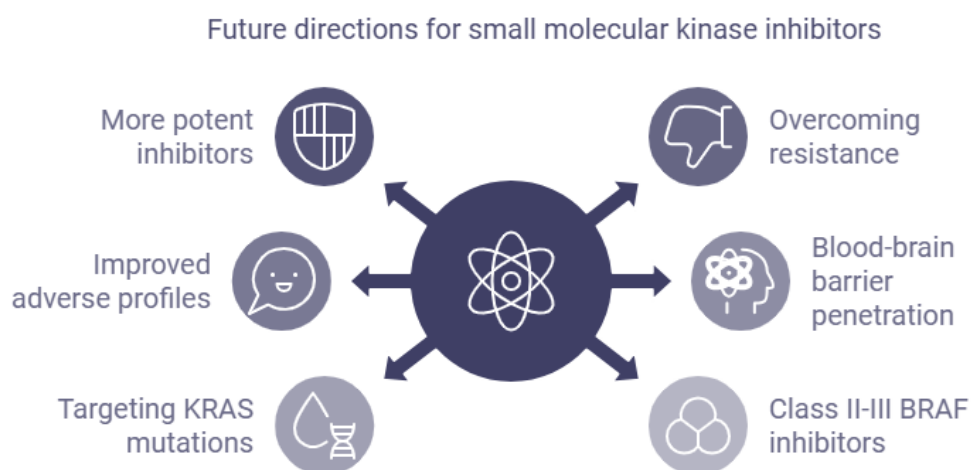 Future directions for small molecular kinase inhibitors
More potent
inhibitors
Overcoming
resistance
Improved
adverse profiles
Blood-brain
barrier
penetration
Targeting KRAS
mutations
Class II-III BRAF
inhibitors